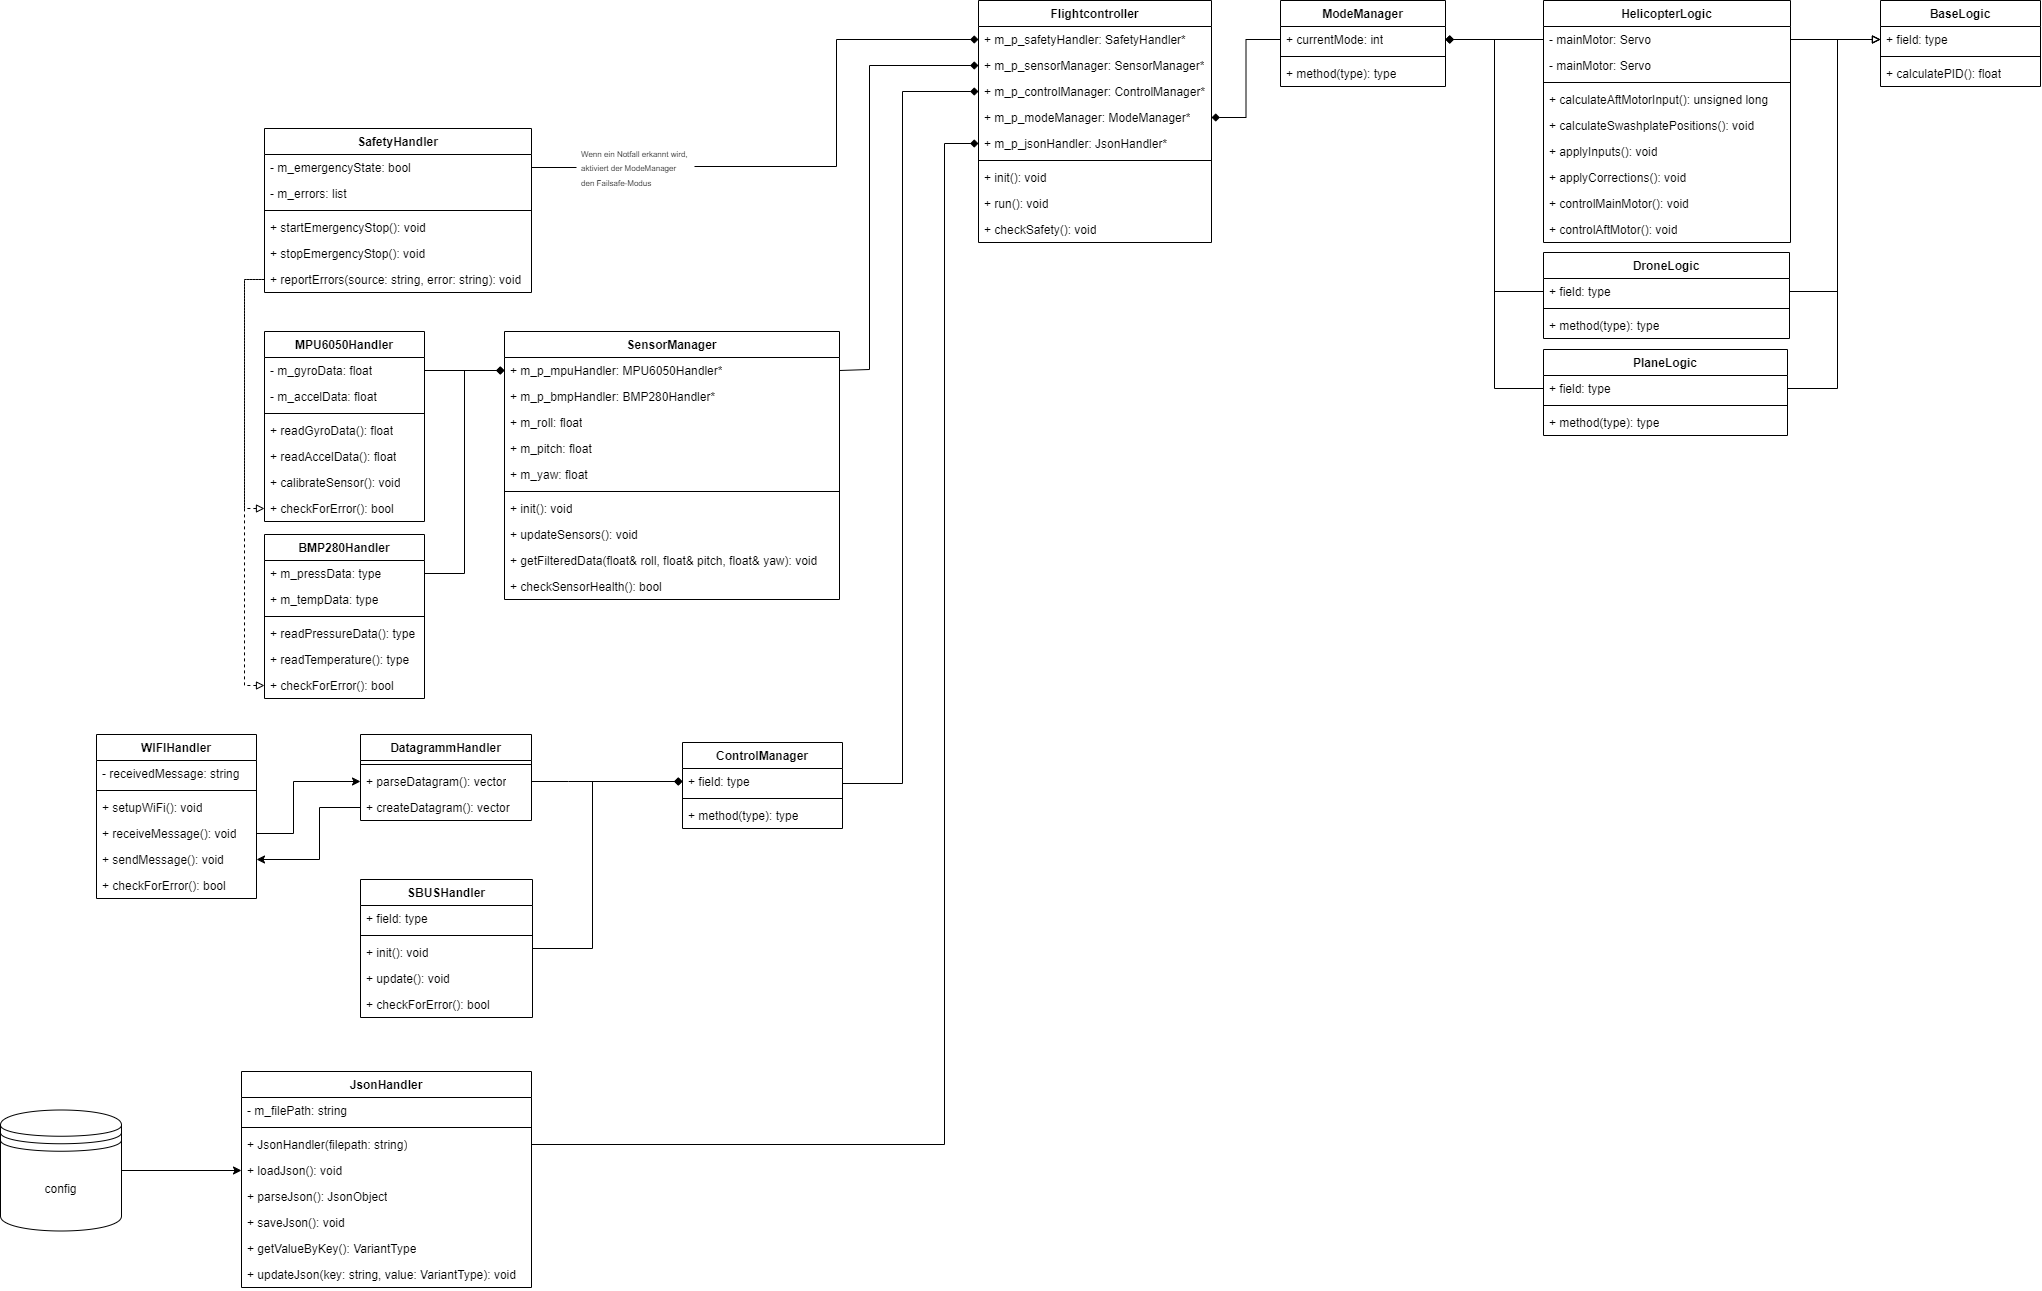 Flightcontroller
+ m_p_safetyHandler: SafetyHandler*
+ m_p_sensorManager: SensorManager*
+ m_p_controlManager: ControlManager*
+ m_p_modeManager: ModeManager*
+ m_p_jsonHandler: JsonHandler*
+ init(): void
+ run(): void
+ checkSafety(): void
ModeManager
+ currentMode: int
+ method(type): type
HelicopterLogic
- mainMotor: Servo
- mainMotor: Servo
+ calculateAftMotorInput(): unsigned long
+ calculateSwashplatePositions(): void
+ applyInputs(): void
+ applyCorrections(): void
+ controlMainMotor(): void
+ controlAftMotor(): void
BaseLogic
+ field: type
+ calculatePID(): float
DroneLogic
+ field: type
+ method(type): type
PlaneLogic
+ field: type
+ method(type): type
SafetyHandler
- m_emergencyState: bool
- m_errors: list
+ startEmergencyStop(): void
+ stopEmergencyStop(): void
+ reportErrors(source: string, error: string): void
Wenn ein Notfall erkannt wird,
aktiviert der ModeManager
den Failsafe-Modus
MPU6050Handler
- m_gyroData: float
- m_accelData: float
+ readGyroData(): float
+ readAccelData(): float
+ calibrateSensor(): void
+ checkForError(): bool
SensorManager
+ m_p_mpuHandler: MPU6050Handler*
+ m_p_bmpHandler: BMP280Handler*
+ m_roll: float
+ m_pitch: float
+ m_yaw: float
+ init(): void
+ updateSensors(): void
+ getFilteredData(float& roll, float& pitch, float& yaw): void
+ checkSensorHealth(): bool
BMP280Handler
+ m_pressData: type
+ m_tempData: type
+ readPressureData(): type
+ readTemperature(): type
+ checkForError(): bool
WIFIHandler
- receivedMessage: string
+ setupWiFi(): void
+ receiveMessage(): void
+ sendMessage(): void
+ checkForError(): bool
DatagrammHandler
+ parseDatagram(): vector
+ createDatagram(): vector
ControlManager
+ field: type
+ method(type): type
SBUSHandler
+ field: type
+ init(): void
+ update(): void
+ checkForError(): bool
JsonHandler
- m_filePath: string
+ JsonHandler(filepath: string)
+ loadJson(): void
+ parseJson(): JsonObject
+ saveJson(): void
+ getValueByKey(): VariantType
+ updateJson(key: string, value: VariantType): void
config